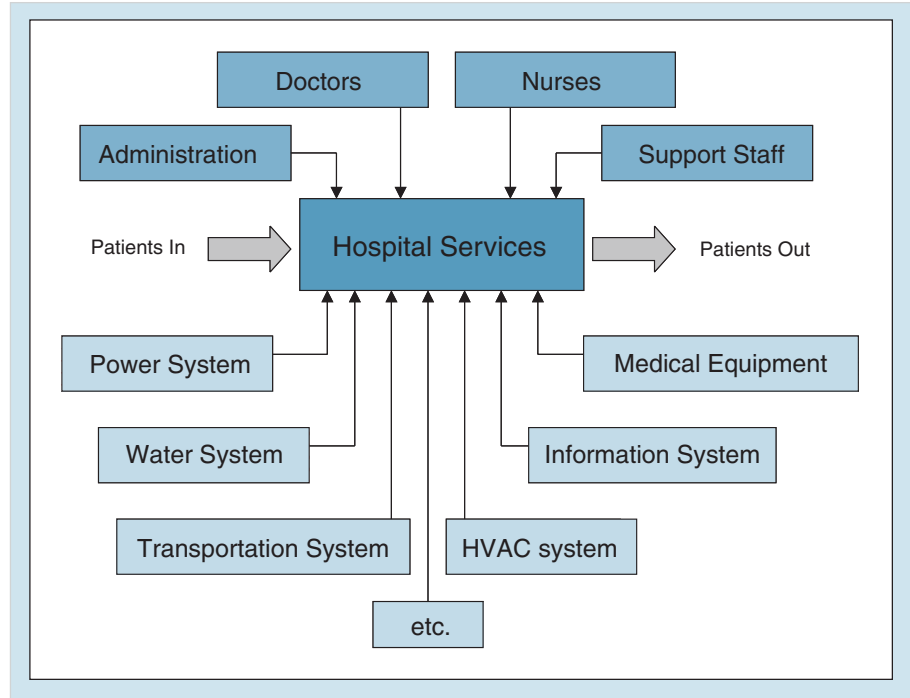 Doctors
Nurses
Administration
Support Staff
Patients In
Hospital Services
Patients Out
Power System
Medical Equipment
Water System
Information System
Transportation System
HVAC system
etc.